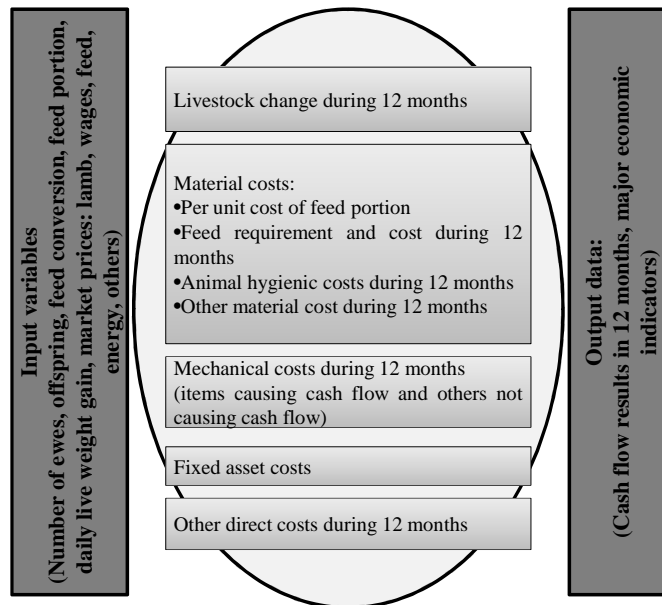 Input variables
(Number of ewes, offspring, feed conversion, feed portion,
daily live weight gain, market prices: lamb, wages, feed,
energy, others)
Livestock change during 12 months
Material costs:
•Per unit cost of feed portion
•Feed requirement and cost during 12
months
•Animal hygienic costs during 12 months
•Other material cost during 12 months
Mechanical costs during 12 months
(items causing cash flow and others not
causing cash flow)
Fixed asset costs
Other direct costs during 12 months
Output data:
(Cash flow results in 12 months, major economic
indicators)